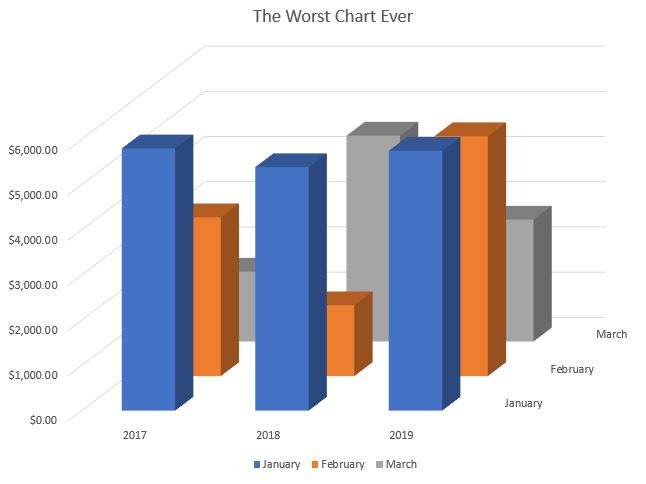 The Worst Chart Ever
$6,000.00
$5,000.00
$4,000.00
$3,000.00
$2,000.00
$1,000.00
$0.00
March
February
January
2017 2018 2019
January February March